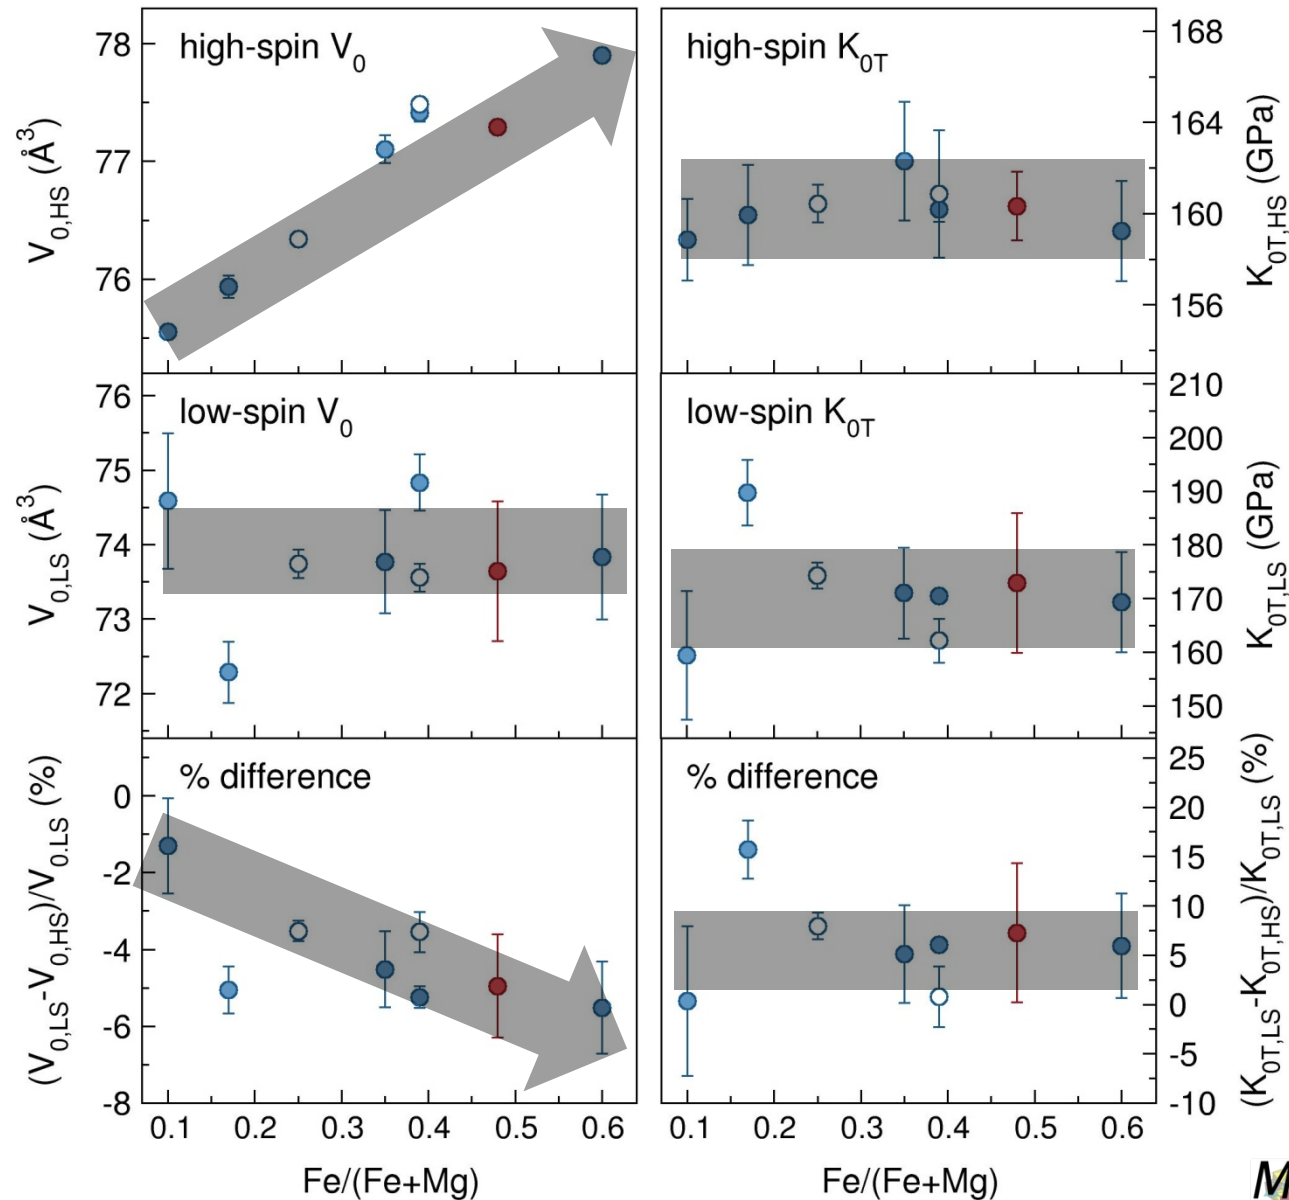 high-spin V0
78
77
76
V0,HS (Å3)
high-spin K0T
168
164
160
156
K0T,HS (GPa)
low-spin V0
76
75
74
73
72
V0,LS (Å3)
low-spin K0T
210
200
190
180
170
160
150
K0T,LS (GPa)
% difference
0
-2
-4
-6
-8
(V0,LS-V0,HS)/V0.LS (%)
% difference
25
20
15
10
5
0
-5
-10
(K0T,LS-K0T,HS)/K0T,LS (%)
0.1 0.2 0.3 0.4 0.5 0.6
0.1 0.2 0.3 0.4 0.5 0.6
Fe/(Fe+Mg)
Fe/(Fe+Mg)
M